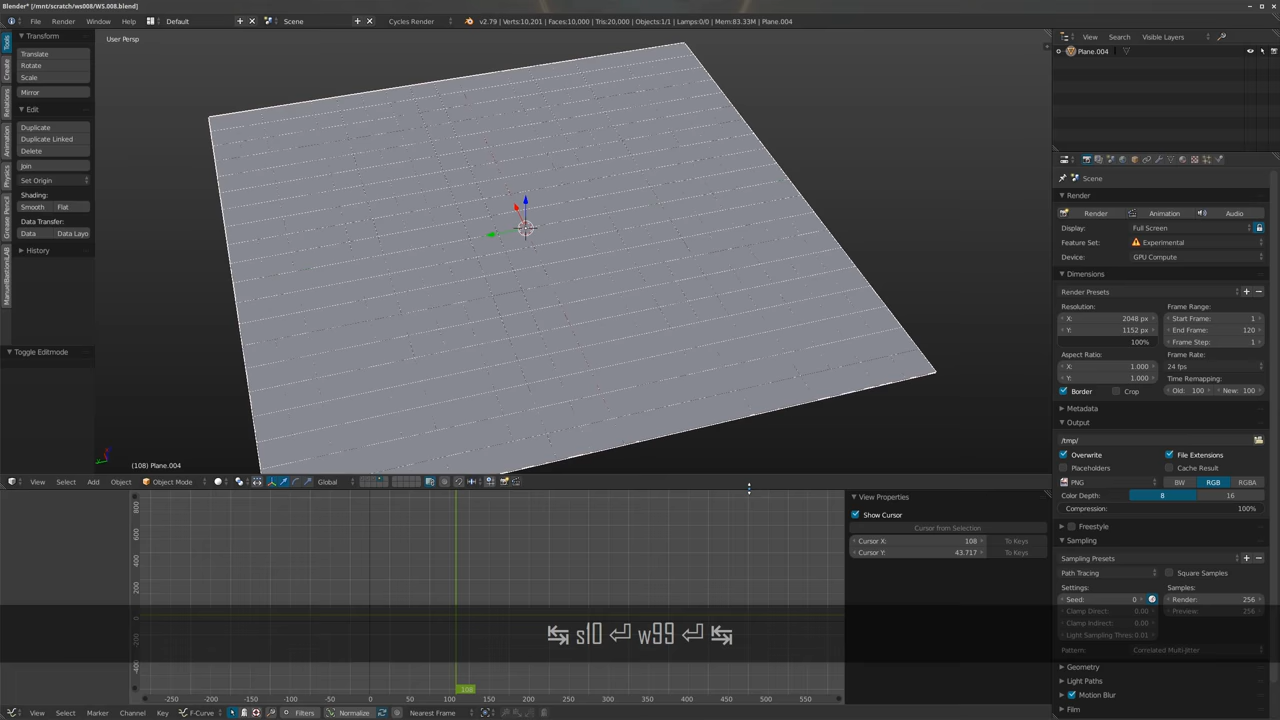 Blender* [/mnt/scratch/ws008/WS.008.blend]
File Render Window Help Default Scene Cycles Render v2.79 | Verts:10,201 | Faces:10,000 | Tris:20,000 | Objects:1/1 | Lamps:0/0 | Mem:83.33M | Plane.004
Transform
Translate
Rotate
Scale
Mirror
Edit
Duplicate
Duplicate Linked
Delete
Join
Set Origin
Shading:
Smooth Flat
Data Transfer:
Data Data Layo
History
Tools
Create
Relations
Animation
Physics
Grease Pencil
Toggle Editmode
User Persp
(108) Plane.004
View Select Add Object Object Mode Global
View Search Visible Layers
Plane.004
Scene
Render
Render Animation Audio
Display: Full Screen
Feature Set: Experimental
Device: GPU Compute
Dimensions
Render Presets
Resolution: Frame Range:
X: 2048 px Start Frame: 1
Y: 1152 px End Frame: 120
100% Frame Step: 1
Aspect Ratio: Frame Rate:
X: 1.000 24 fps
Y: 1.000 Time Remapping:
Border Crop Old: 100 New: 100
Metadata
Output
/tmp/
Overwrite File Extensions
Placeholders Cache Result
PNG BW RGB RGBA
Color Depth: 8 16
Compression: 100%
Freestyle
Sampling
Sampling Presets
Path Tracing Square Samples
Settings: Samples:
Seed: 0 Render: 256
Clamp Direct: 0.00 Preview: 256
Clamp Indirect: 0.00
Light Sampling Thres: 0.01
Pattern: Correlated Multi-Jitter
Geometry
Light Paths
Motion Blur
Film
View Properties
Show Cursor
Cursor from Selection
Cursor X: 108 To Keys
Cursor Y: 43.717 To Keys
800
600
400
200
0
-200
-400
↹ s10 ⏎ w99 ⏎ ↹
108
-250 -200 -150 -100 -50 0 50 100 150 200 250 300 350 400 450 500 550
View Select Marker Channel Key F-Curve Filters Normalize Nearest Frame